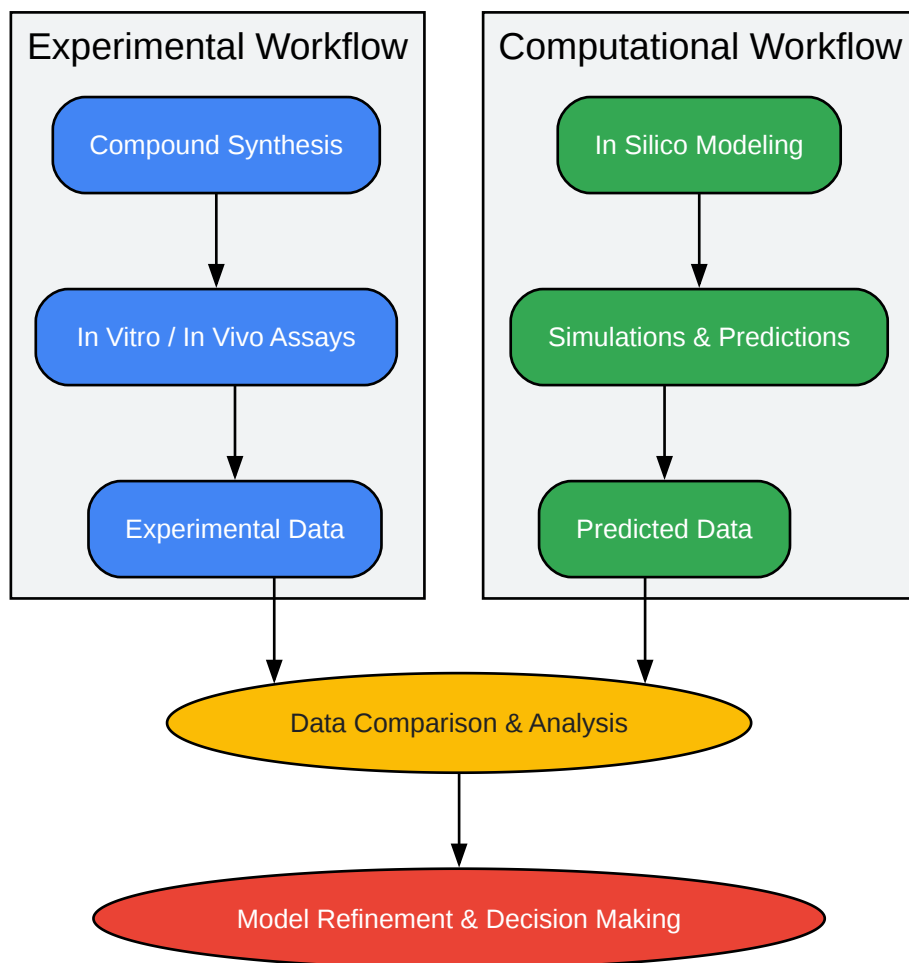 Experimental Workflow
Compound Synthesis
In Vitro / In Vivo Assays
Experimental Data
Computational Workflow
In Silico Modeling
Simulations & Predictions
Predicted Data
Data Comparison & Analysis
Model Refinement & Decision Making